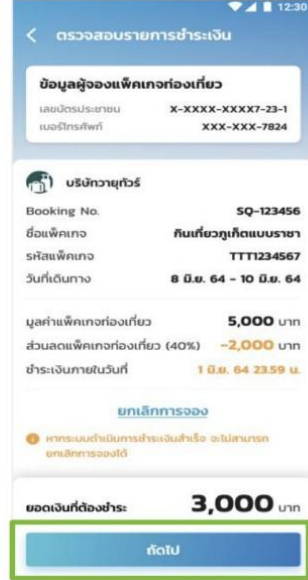 12:30
ตรวจสอบรายการชำระเงิน
ข้อมูลผู้จองแพ็คเกจท่องเที่ยว
เลขบัตรประชาชน X-XXXX-XXXX7-23-1
เบอร์โทรศัพท์ XXX-XXX-7824
บริษัทวายุทัวร์
Booking No. SQ-123456
ชื่อแพ็คเกจ กินเที่ยวภูเก็ตแบบราชา
รหัสแพ็คเกจ TTT1234567
วันที่เดินทาง 8 มิ.ย. 64 - 10 มิ.ย. 64
มูลค่าแพ็คเกจท่องเที่ยว 5,000 บาท
ส่วนลดแพ็คเกจท่องเที่ยว (40%) -2,000 บาท
ชำระเงินภายในวันที่ 1 มิ.ย. 64 23.59 น.
ยกเลิกการจอง
หากระบบดำเนินการชำระเงินสำเร็จ จะไม่สามารถ
ยกเลิกการจองได้
ยอดเงินที่ต้องชำระ 3,000 บาท
ถัดไป